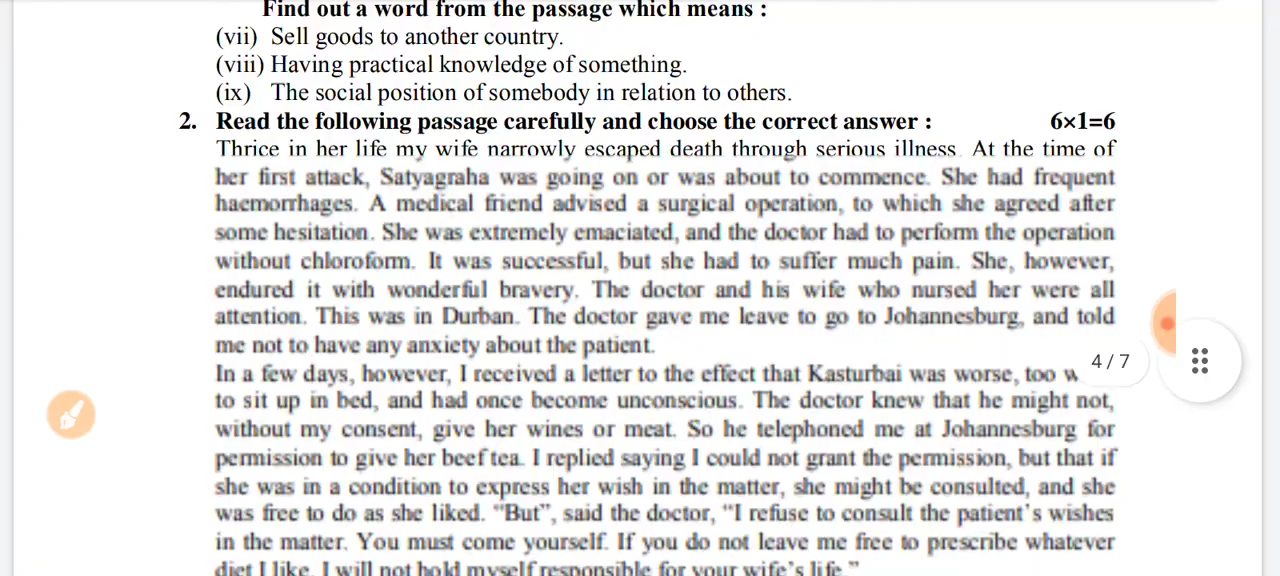 Find out a word from the passage which means :
(vii) Sell goods to another country.
(viii) Having practical knowledge of something.
(ix) The social position of somebody in relation to others.
2. Read the following passage carefully and choose the correct answer : 6×1=6
Thrice in her life my wife narrowly escaped death through serious illness. At the time of
her first attack, Satyagraha was going on or was about to commence. She had frequent
haemorrhages. A medical friend advised a surgical operation, to which she agreed after
some hesitation. She was extremely emaciated, and the doctor had to perform the operation
without chloroform. It was successful, but she had to suffer much pain. She, however,
endured it with wonderful bravery. The doctor and his wife who nursed her were all
attention. This was in Durban. The doctor gave me leave to go to Johannesburg, and told
me not to have any anxiety about the patient.
4 / 7
In a few days, however, I received a letter to the effect that Kasturbai was worse, too
to sit up in bed, and had once become unconscious. The doctor knew that he might not,
without my consent, give her wines or meat. So he telephoned me at Johannesburg for
permission to give her beef tea. I replied saying I could not grant the permission, but that if
she was in a condition to express her wish in the matter, she might be consulted, and she
was free to do as she liked. "But", said the doctor, "I refuse to consult the patient's wishes
in the matter. You must come yourself. If you do not leave me free to prescribe whatever
diet I like, I will not hold myself responsible for your wife's life."